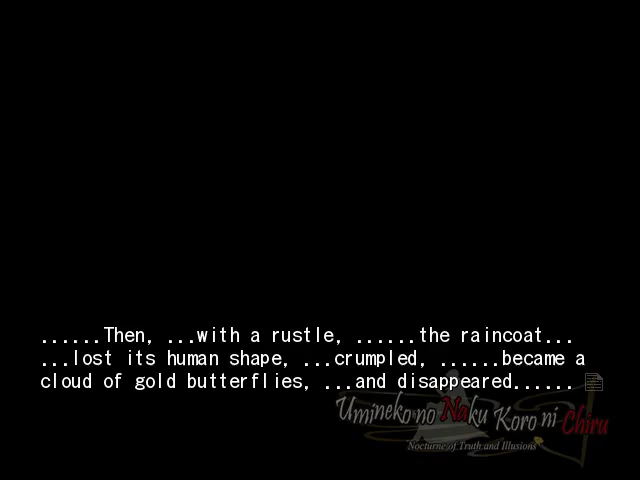 ......Then, ...with a rustle, ......the raincoat...
...lost its human shape, ...crumpled, ......became a
cloud of gold butterflies, ...and disappeared......
Umineko no Naku Koro ni Chiru
Nocturne of Truth and Illusions